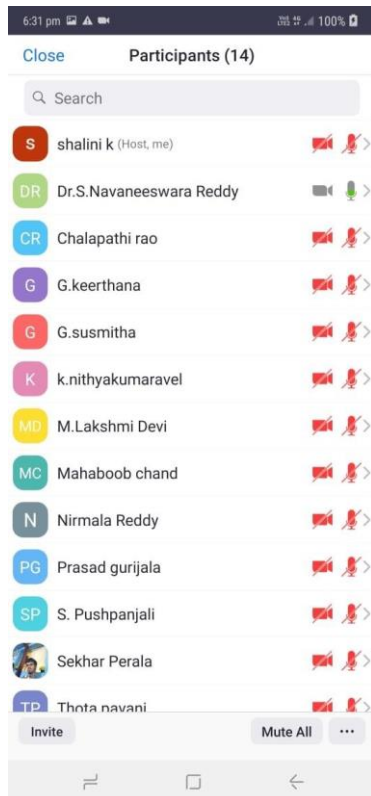 6:31 pm 100%
Close Participants (14)
Search
S shalini k (Host, me)
DR Dr.S.Navaneeswara Reddy
CR Chalapathi rao
G G.keerthana
G G.susmitha
K k.nithyakumaravel
MD M.Lakshmi Devi
MC Mahaboob chand
N Nirmala Reddy
PG Prasad gurijala
SP S. Pushpanjali
Sekhar Perala
TP Thota pavani
Invite Mute All ...